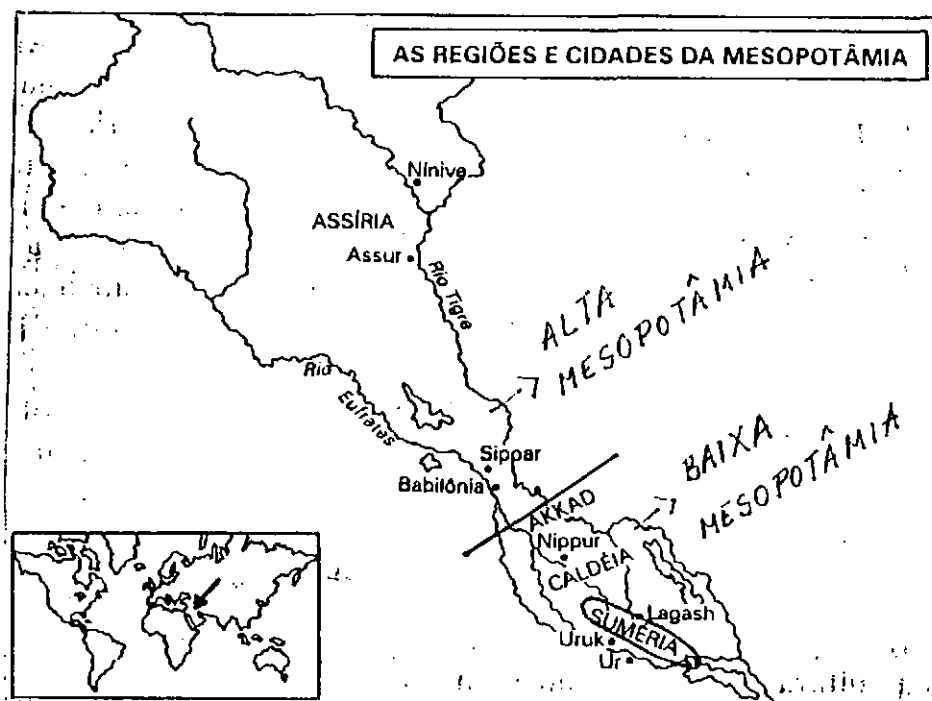 AS REGIÕES E CIDADES DA MESOPOTÂMIA
Nínive
ASSÍRIA
Assur
Rio Tigre
ALTA
MESOPOTÂMIA
Rio
Eufrates
Sippar
Babilônia
BAIXA
MESOPOTÂMIA
AKKAD
Nippur
CALDÉIA
Lagash
SUMÉRIA
Uruk
Ur